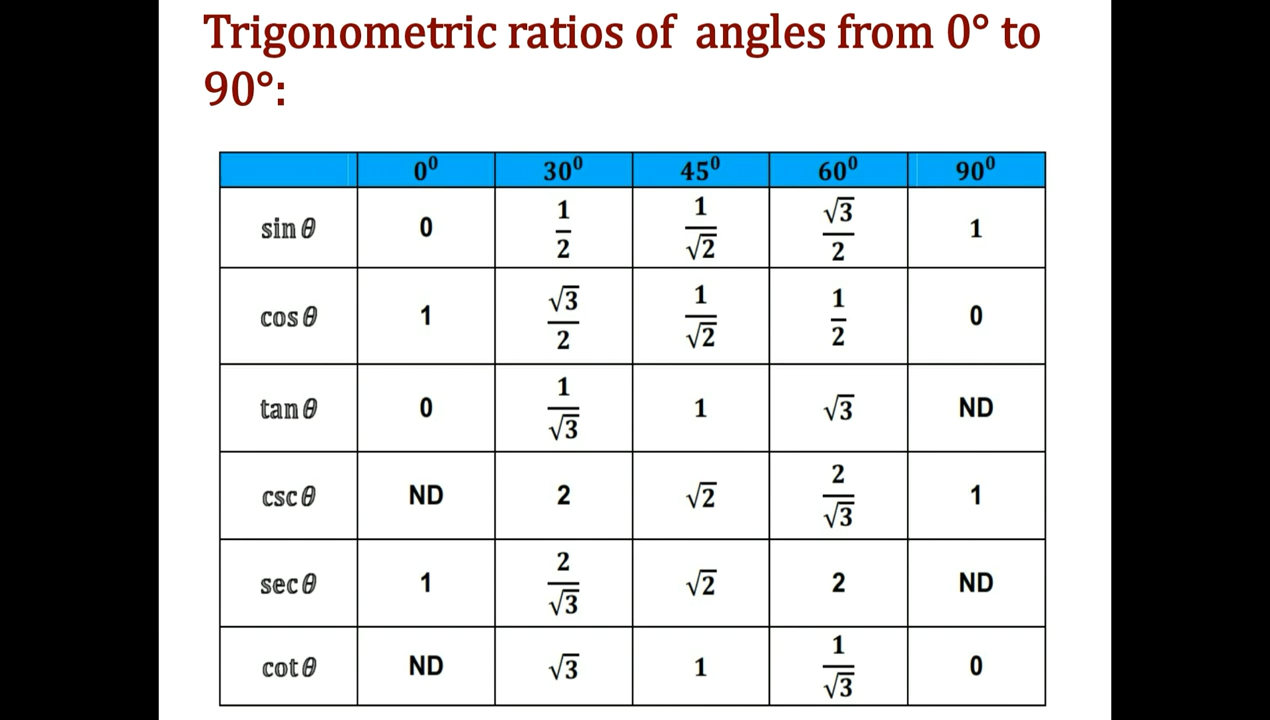 Trigonometric ratios of angles from 0° to
90°:
0⁰ 30⁰ 45⁰ 60⁰ 90⁰
sin θ 0 1/2 1/√2 √3/2 1
cos θ 1 √3/2 1/√2 1/2 0
tan θ 0 1/√3 1 √3 ND
csc θ ND 2 √2 2/√3 1
sec θ 1 2/√3 √2 2 ND
cot θ ND √3 1 1/√3 0